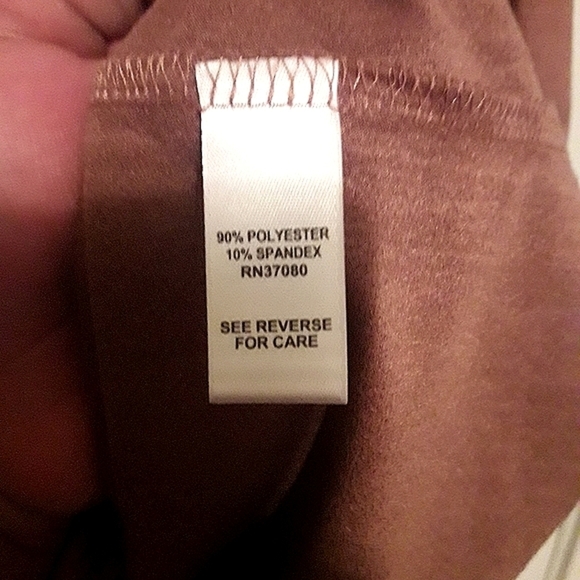 90% POLYESTER
10% SPANDEX
RN37080
SEE REVERSE
FOR CARE